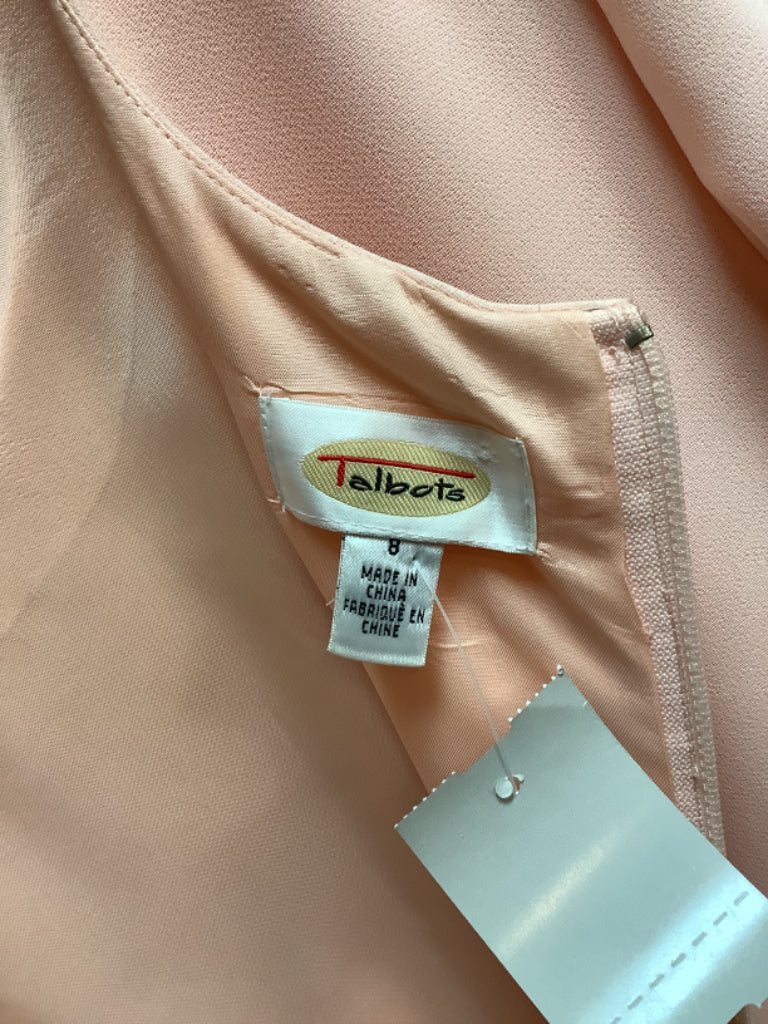 Talbots
8
MADE IN
CHINA
FABRIQUÉ EN
CHINE